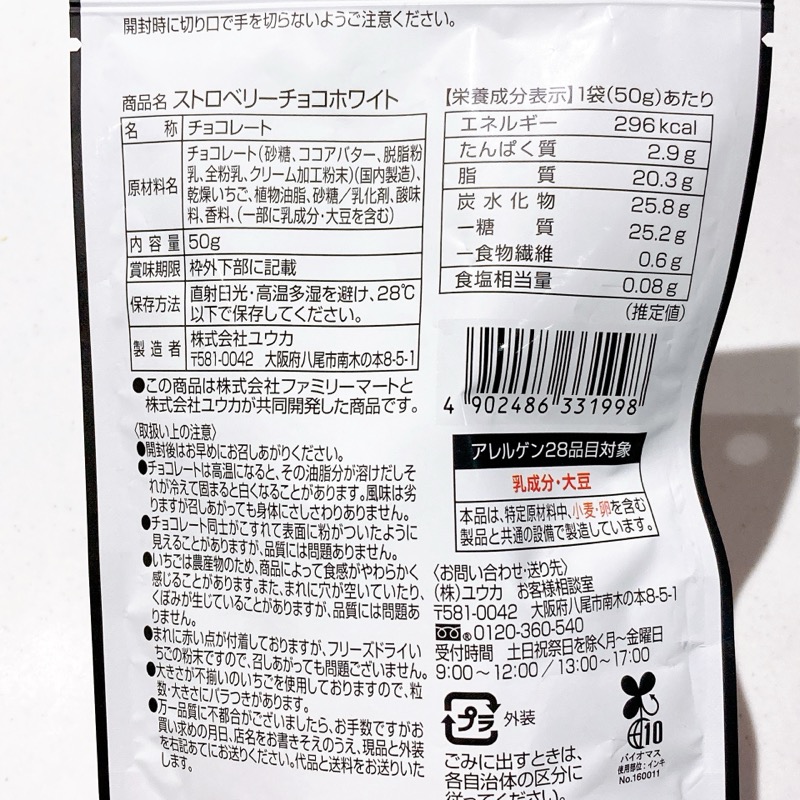 開封時に切り口で手を切らないようご注意ください。
商品名 ストロベリーチョコホワイト
名称 チョコレート
原材料名 チョコレート(砂糖、ココアバター、脱脂粉
乳、全粉乳、クリーム加工粉末)(国内製造)、
乾燥いちご、植物油脂、砂糖／乳化剤、酸味
料、香料、(一部に乳成分・大豆を含む)
内容量 50g
賞味期限 枠外下部に記載
保存方法 直射日光・高温多湿を避け、28℃
以下で保存してください。
製造者 株式会社ユウカ
〒581-0042 大阪府八尾市南木の本8-5-1
●この商品は株式会社ファミリーマートと
株式会社ユウカが共同開発した商品です。
〈取扱い上の注意〉
●開封後はお早めにお召しあがりください。
●チョコレートは高温になると、その油脂分が溶けだしそ
れが冷えて固まると白くなることがあります。風味は劣
りますが召しあがっても身体にさしさわりありません。
●チョコレート同士がこすれて表面に粉がついたように
見えることがありますが、品質には問題ありません。
●いちごは農産物のため、商品によって食感がやわらかく
感じることがあります。また、まれに穴が空いていたり、
くぼみが生じていることがありますが、品質には問題あ
りません。
●まれに赤い点が付着しておりますが、フリーズドライい
ちごの粉末ですので、召しあがっても問題ございません。
●大きさが不揃いのいちごを使用しておりますので、粒
数・大きさにバラつきがあります。
●万一品質に不都合がございましたら、お手数ですがお
買い求めの月日、店名をお書きそえのうえ、現品と外装
を右記あてにお送りください。代品と送料をお送りいた
します。
【栄養成分表示】1袋(50g)あたり
エネルギー 296kcal
たんぱく質 2.9g
脂質 20.3g
炭水化物 25.8g
－糖質 25.2g
－食物繊維 0.6g
食塩相当量 0.08g
(推定値)
4 902486 331998
アレルゲン28品目対象
乳成分・大豆
本品は、特定原材料中、小麦・卵を含む
製品と共通の設備で製造しています。
〈お問い合わせ・送り先〉
(株)ユウカ お客様相談室
〒581-0042 大阪府八尾市南木の本8-5-1
®0120-360-540
受付時間 土日祝祭日を除く月～金曜日
9:00～12:00／13:00～17:00
プラ 外装
ごみに出すときは、
各自治体の区分に
従ってください。
10
バイオマス
使用部位：インキ
No.160011